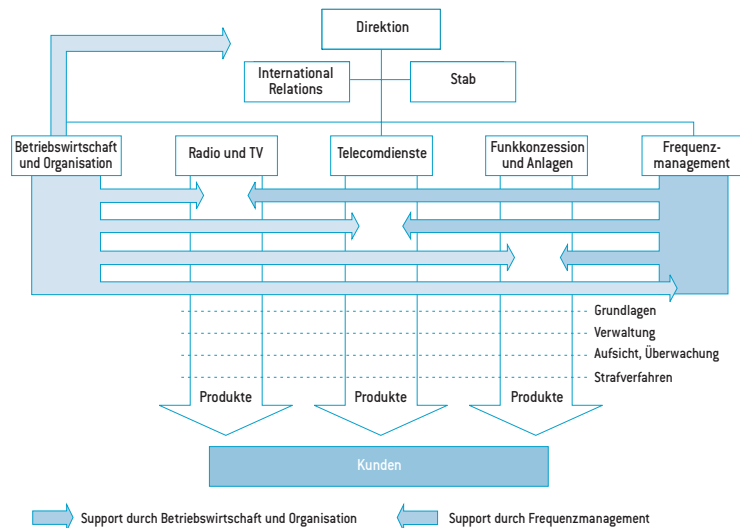 Direktion
International
Relations
Stab
Betriebswirtschaft
und Organisation
Radio und TV
Telecomdienste
Funkkonzession
und Anlagen
Frequenz-
management
Grundlagen
Verwaltung
Aufsicht, Überwachung
Strafverfahren
Produkte
Produkte
Produkte
Kunden
Support durch Betriebswirtschaft und Organisation
Support durch Frequenzmanagement